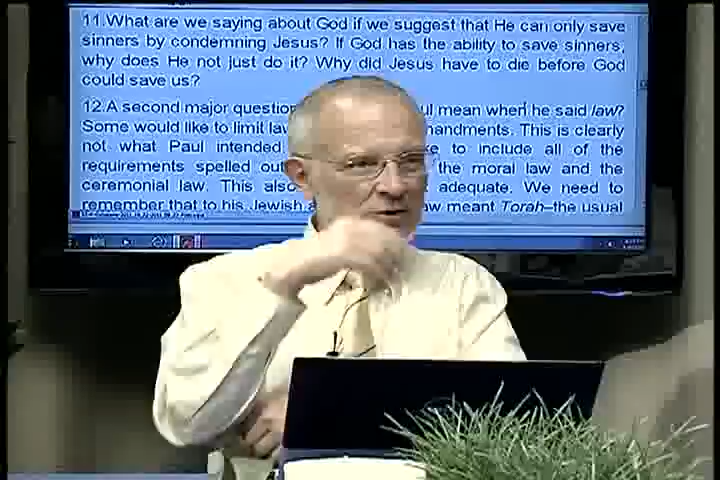 11.What are we saying about God if we suggest that He can only save
sinners by condemning Jesus? If God has the ability to save sinners,
why does He not just do it? Why did Jesus have to die before God
could save us?
12.A second major question ul mean when he said law?
Some would like to limit law mandments. This is clearly
not what Paul intended ke to include all of the
requirements spelled out the moral law and the
ceremonial law. This also adequate. We need to
remember that to his Jewish aw meant Torah–the usual